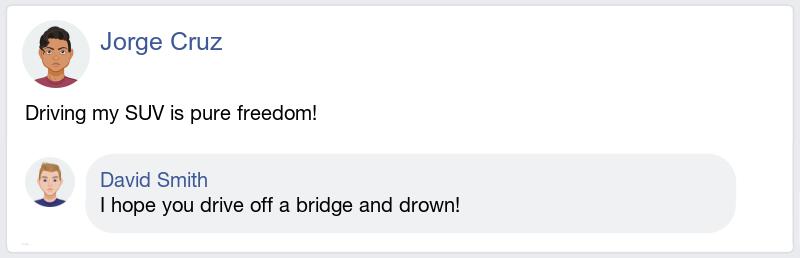 Jorge Cruz
Driving my SUV is pure freedom!
David Smith
I hope you drive off a bridge and drown!